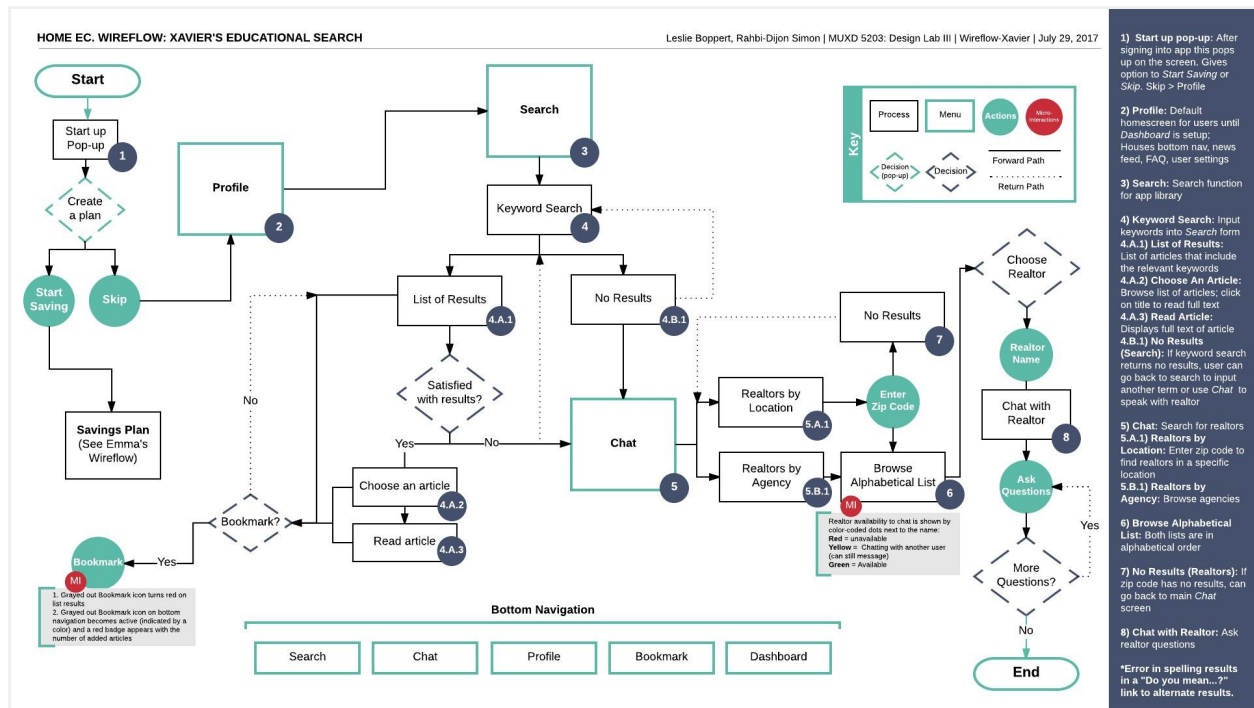 HOME EC. WIREFLOW: XAVIER'S EDUCATIONAL SEARCH
Leslie Boppert, Rahbi-Dijon Simon | MUXD 5203: Design Lab III | Wireflow-Xavier | July 29, 2017
Start
Start up
Pop-up
1
Create
a plan
Start
Saving
Skip
Savings Plan
(See Emma's
Wireflow)
Profile
2
Search
3
Keyword Search
4
List of Results
4.A.1
No Results
4.B.1
Satisfied
with results?
Yes
No
Choose an article
4.A.2
Read article
4.A.3
No
Bookmark?
Yes
Bookmark
MI
1. Grayed out Bookmark icon turns red on
list results
2. Grayed out Bookmark icon on bottom
navigation becomes active (indicated by a
color) and a red badge appears with the
number of added articles
Chat
5
Realtors by
Location
5.A.1
Realtors by
Agency
5.B.1
Enter
Zip Code
No Results
7
Browse
Alphabetical List
6
MI
Realtor availability to chat is shown by
color-coded dots next to the name:
Red = unavailable
Yellow = Chatting with another user
(can still message)
Green = Available
Choose
Realtor
Realtor
Name
Chat with
Realtor
8
Ask
Questions
Yes
More
Questions?
No
End
Key
Process
Menu
Actions
Micro-
Interactions
Decision
(pop-up)
Decision
Forward Path
Return Path
Bottom Navigation
Search
Chat
Profile
Bookmark
Dashboard
1) Start up pop-up: After
signing into app this pops
up on the screen. Gives
option to Start Saving or
Skip. Skip > Profile
2) Profile: Default
homescreen for users until
Dashboard is setup;
Houses bottom nav, news
feed, FAQ, user settings
3) Search: Search function
for app library
4) Keyword Search: Input
keywords into Search form
4.A.1) List of Results:
List of articles that include
the relevant keywords
4.A.2) Choose An Article:
Browse list of articles; click
on title to read full text
4.A.3) Read Article:
Displays full text of article
4.B.1) No Results
(Search): If keyword search
returns no results, user can
go back to search to input
another term or use Chat to
speak with realtor
5) Chat: Search for realtors
5.A.1) Realtors by
Location: Enter zip code to
find realtors in a specific
location
5.B.1) Realtors by
Agency: Browse agencies
6) Browse Alphabetical
List: Both lists are in
alphabetical order
7) No Results (Realtors): If
zip code has no results, can
go back to main Chat
screen
8) Chat with Realtor: Ask
realtor questions
*Error in spelling results
in a "Do you mean...?"
link to alternate results.